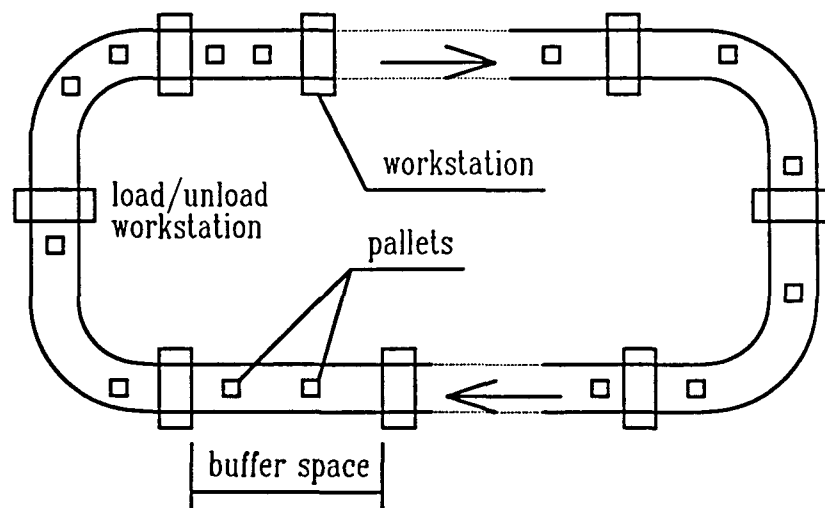 workstation
load/unload
workstation
pallets
buffer space